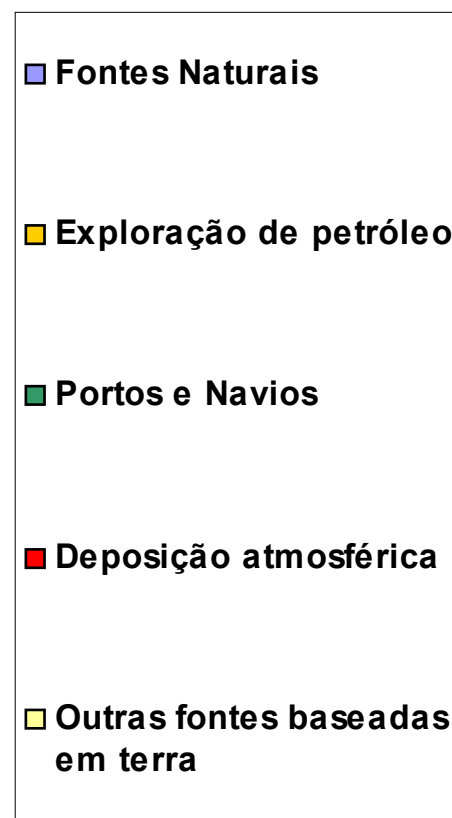 Fontes Naturais
Exploração de petróleo
Portos e Navios
Deposição atmosférica
Outras fontes baseadas
em terra